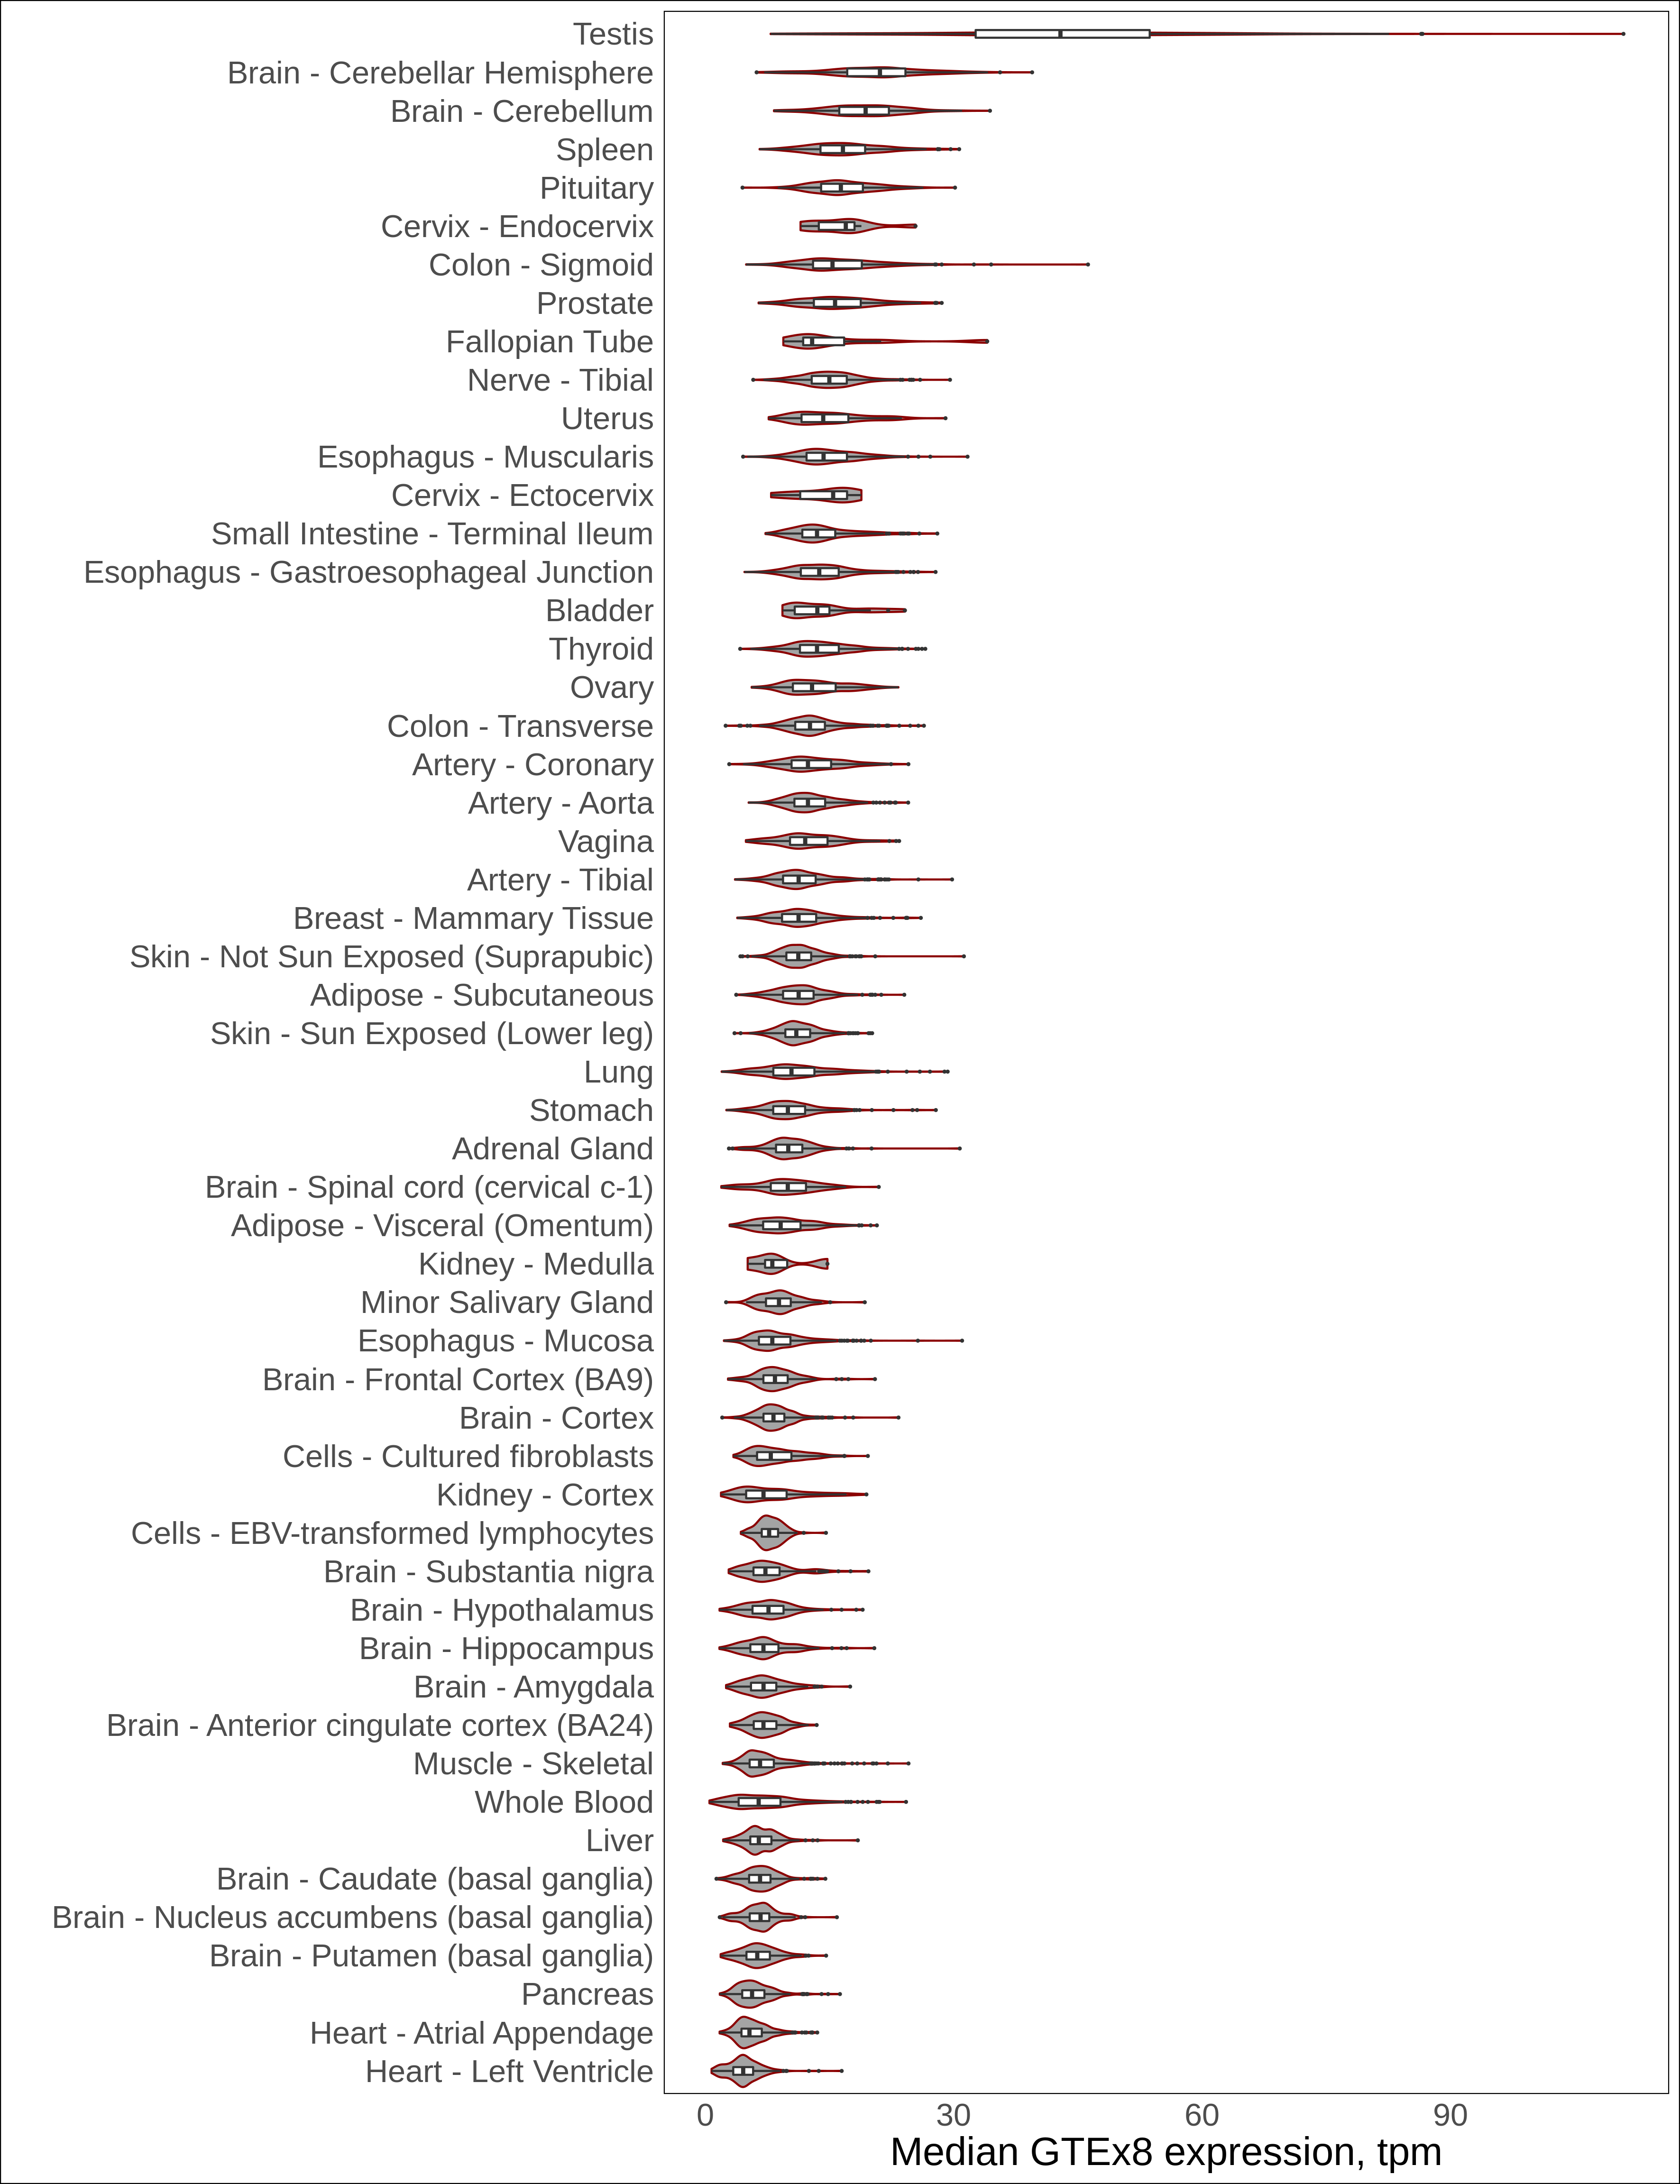 Testis
Brain - Cerebellar Hemisphere
Brain - Cerebellum
Spleen
Pituitary
Cervix - Endocervix
Colon - Sigmoid
Prostate
Fallopian Tube
Nerve - Tibial
Uterus
Esophagus - Muscularis
Cervix - Ectocervix
Small Intestine - Terminal Ileum
Esophagus - Gastroesophageal Junction
Bladder
Thyroid
Ovary
Colon - Transverse
Artery - Coronary
Artery - Aorta
Vagina
Artery - Tibial
Breast - Mammary Tissue
Skin - Not Sun Exposed (Suprapubic)
Adipose - Subcutaneous
Skin - Sun Exposed (Lower leg)
Lung
Stomach
Adrenal Gland
Brain - Spinal cord (cervical c-1)
Adipose - Visceral (Omentum)
Kidney - Medulla
Minor Salivary Gland
Esophagus - Mucosa
Brain - Frontal Cortex (BA9)
Brain - Cortex
Cells - Cultured fibroblasts
Kidney - Cortex
Cells - EBV-transformed lymphocytes
Brain - Substantia nigra
Brain - Hypothalamus
Brain - Hippocampus
Brain - Amygdala
Brain - Anterior cingulate cortex (BA24)
Muscle - Skeletal
Whole Blood
Liver
Brain - Caudate (basal ganglia)
Brain - Nucleus accumbens (basal ganglia)
Brain - Putamen (basal ganglia)
Pancreas
Heart - Atrial Appendage
Heart - Left Ventricle
0 30 60 90
Median GTEx8 expression, tpm